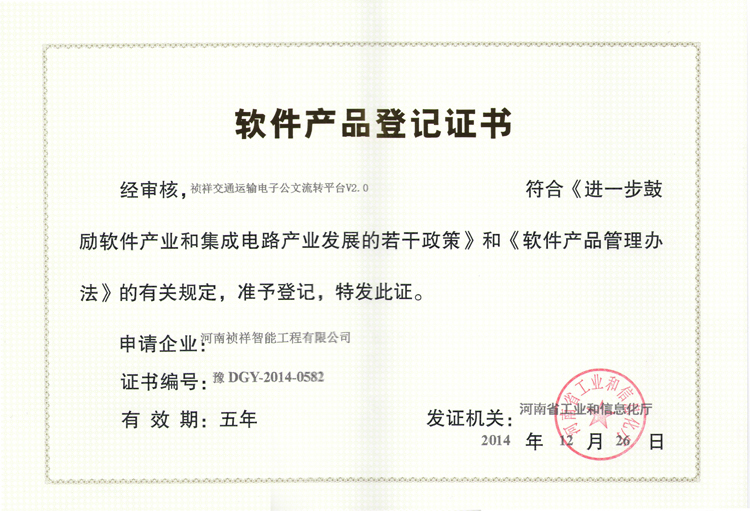 软件产品登记证书
经审核，祯祥交通运输电子公文流转平台V2.0 符合《进一步鼓
励软件产业和集成电路产业发展的若干政策》和《软件产品管理办
法》的有关规定，准予登记，特发此证。
申请企业：河南祯祥智能工程有限公司
证书编号：豫 DGY-2014-0582
有效期：五年 发证机关：河南省工业和信息化厅
2014 年 12 月 26 日
河南省工业和信息化厅